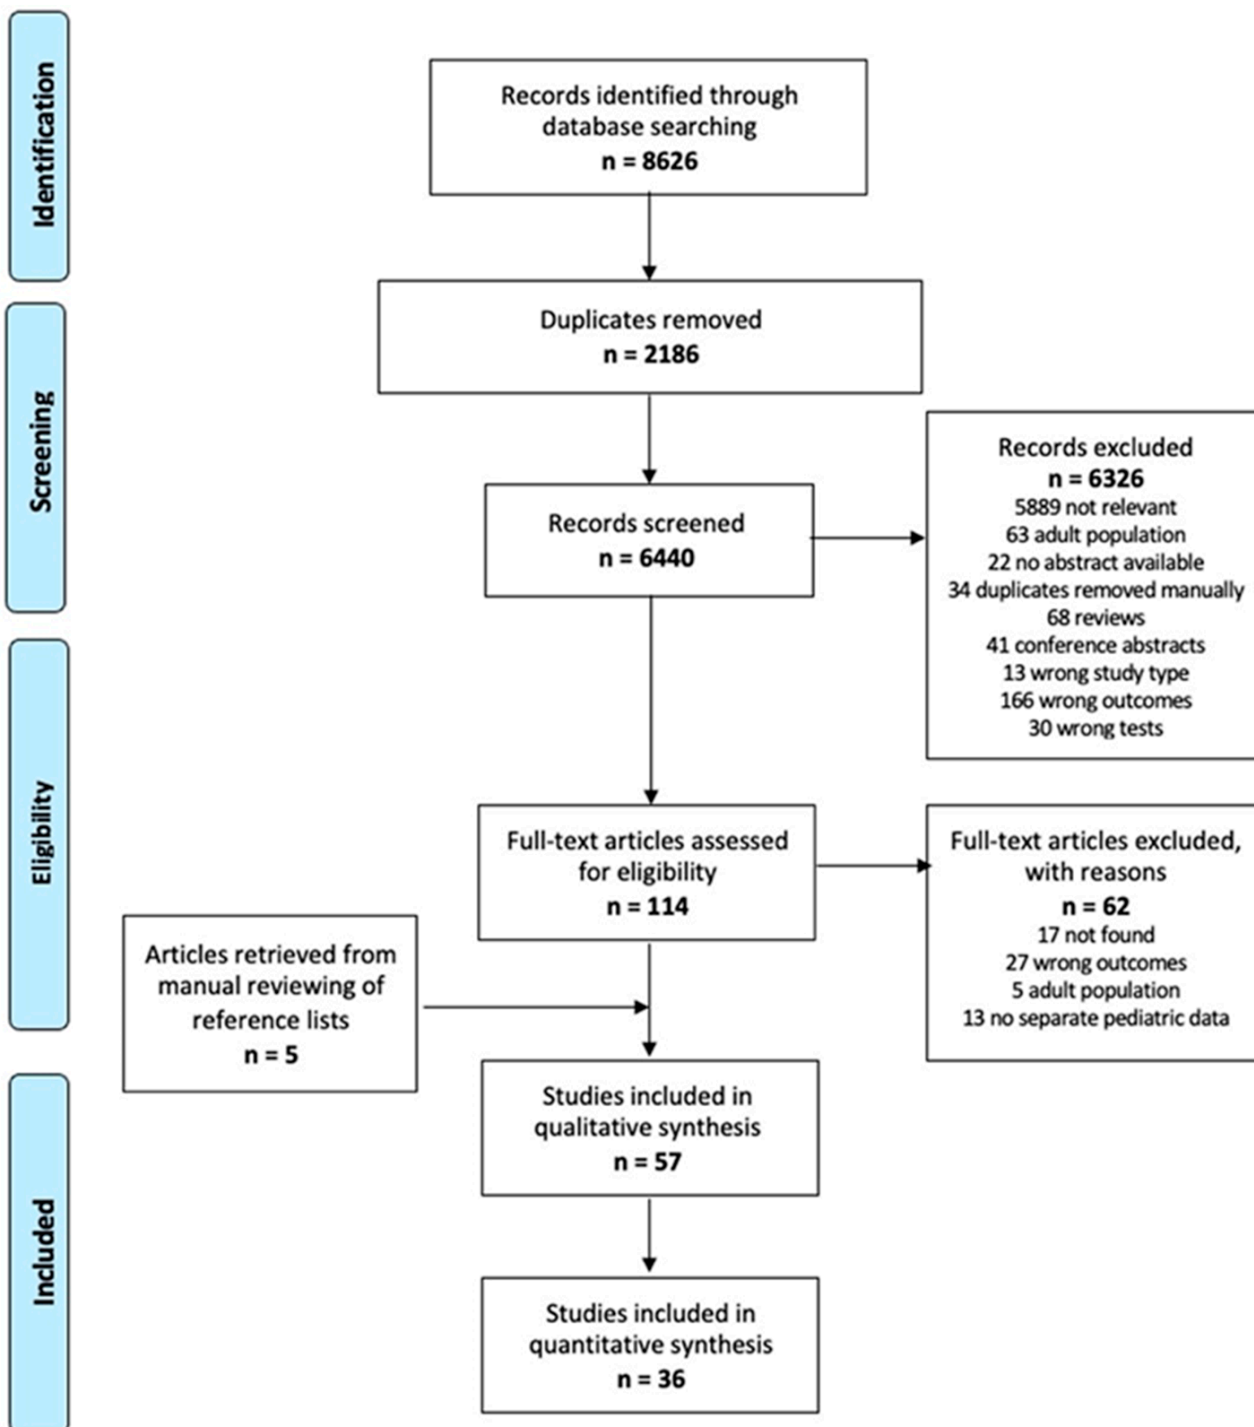 Identification
Records identified through
database searching
n = 8626
Duplicates removed
n = 2186
Screening
Records screened
n = 6440
Records excluded
n = 6326
5889 not relevant
63 adult population
22 no abstract available
34 duplicates removed manually
68 reviews
41 conference abstracts
13 wrong study type
166 wrong outcomes
30 wrong tests
Eligibility
Full-text articles assessed
for eligibility
n = 114
Full-text articles excluded,
with reasons
n = 62
17 not found
27 wrong outcomes
5 adult population
13 no separate pediatric data
Articles retrieved from
manual reviewing of
reference lists
n = 5
Included
Studies included in
qualitative synthesis
n = 57
Studies included in
quantitative synthesis
n = 36